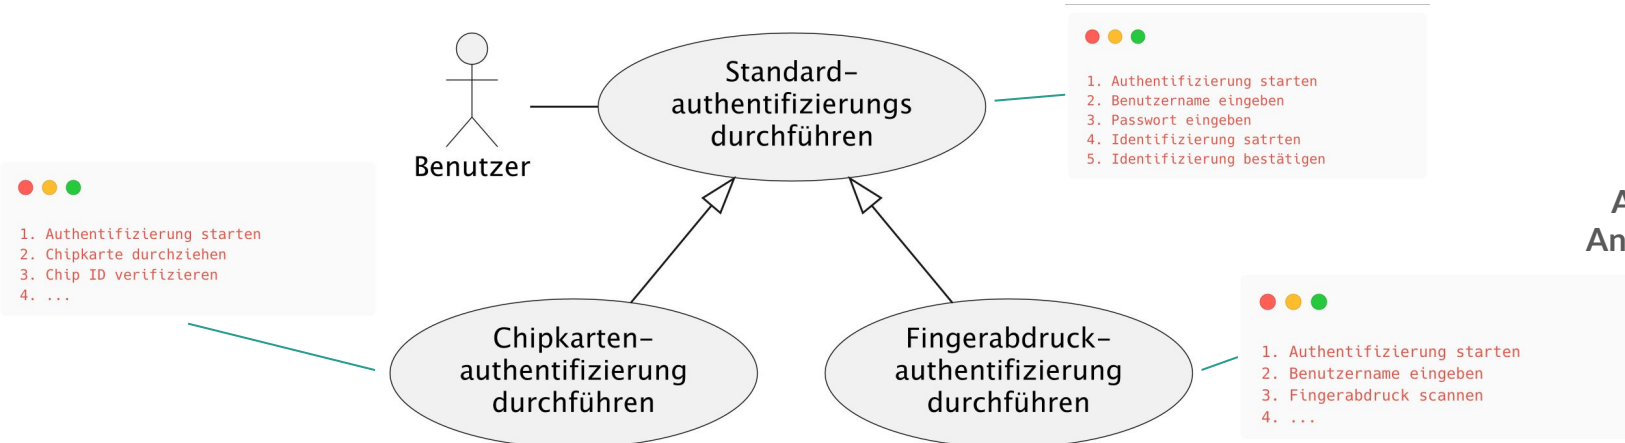 Standard-
authentifizierungs
durchführen
Benutzer
1. Authentifizierung starten
2. Benutzername eingeben
3. Passwort eingeben
4. Identifizierung satrten
5. Identifizierung bestätigen
1. Authentifizierung starten
2. Chipkarte durchziehen
3. Chip ID verifizieren
4. ...
Chipkarten-
authentifizierung
durchführen
Fingerabdruck-
authentifizierung
durchführen
1. Authentifizierung starten
2. Benutzername eingeben
3. Fingerabdruck scannen
4. ...